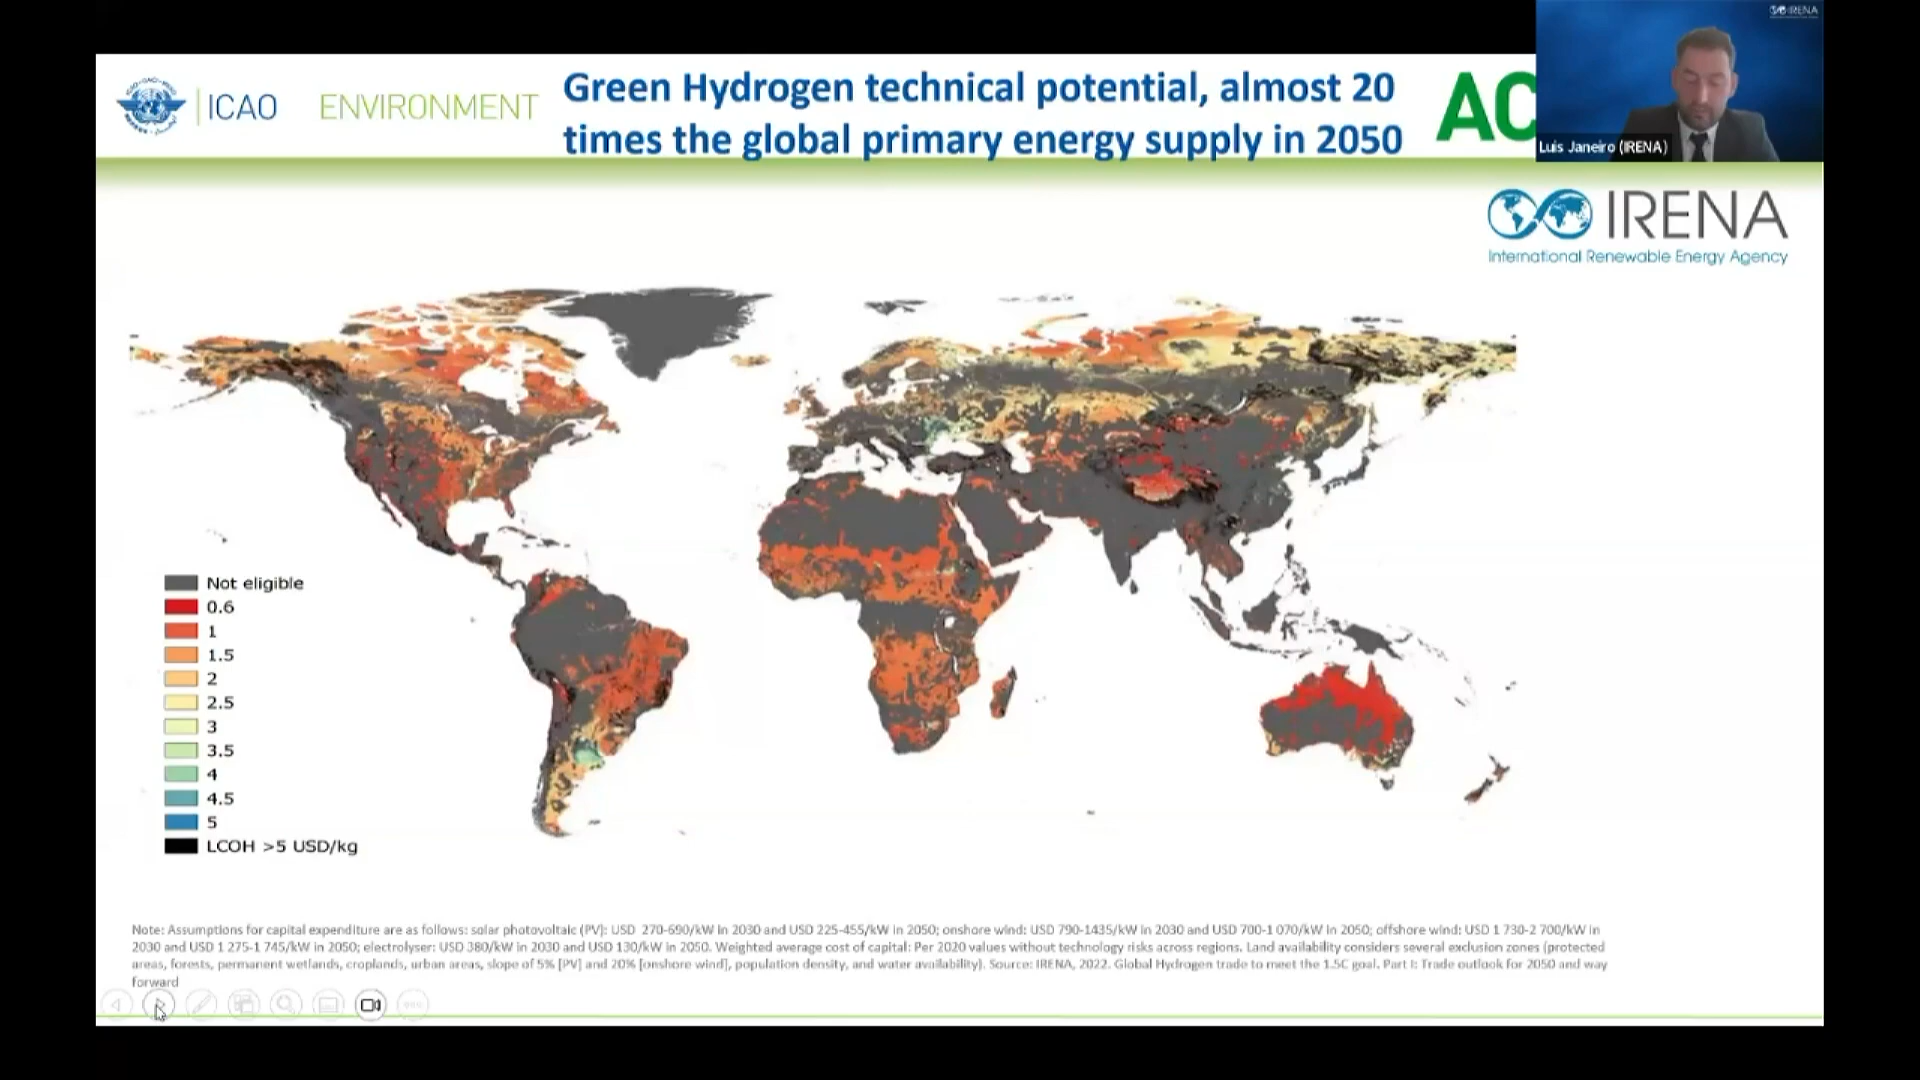 IRENA
ICAO
ENVIRONMENT
Green Hydrogen technical potential, almost 20
times the global primary energy supply in 2050
AC
Luis Janeiro (IRENA)
IRENA
International Renewable Energy Agency
Not eligible
0.6
1
1.5
2
2.5
3
3.5
4
4.5
5
LCOH >5 USD/kg
Note: Assumptions for capital expenditure are as follows: solar photovoltaic (PV): USD 270-690/kW in 2030 and USD 225-455/kW in 2050; onshore wind: USD 790-1435/kW in 2030 and USD 700-1 070/kW in 2050; offshore wind: USD 1 730-2 700/kW in
2030 and USD 1 275-1 745/kW in 2050; electrolyser: USD 380/kW in 2030 and USD 130/kW in 2050. Weighted average cost of capital: Per 2020 values without technology risks across regions. Land availability considers several exclusion zones (protected
areas, forests, permanent wetlands, croplands, urban areas, slope of 5% [PV] and 20% [onshore wind], population density, and water availability). Source: IRENA, 2022. Global Hydrogen trade to meet the 1.5C goal. Part I: Trade outlook for 2050 and way
forward